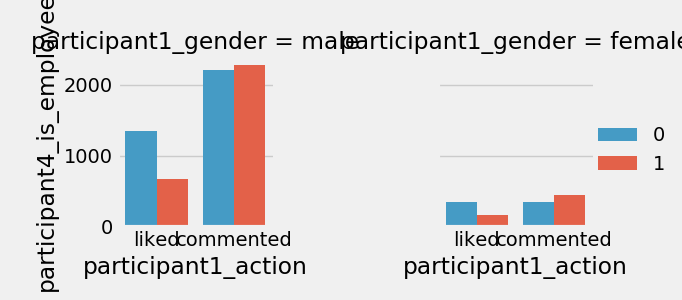 participant1_gender = male
participant1_gender = female
participant4_is_employee
2000
1000
0
liked
commented
participant1_action
liked
commented
participant1_action
0
1